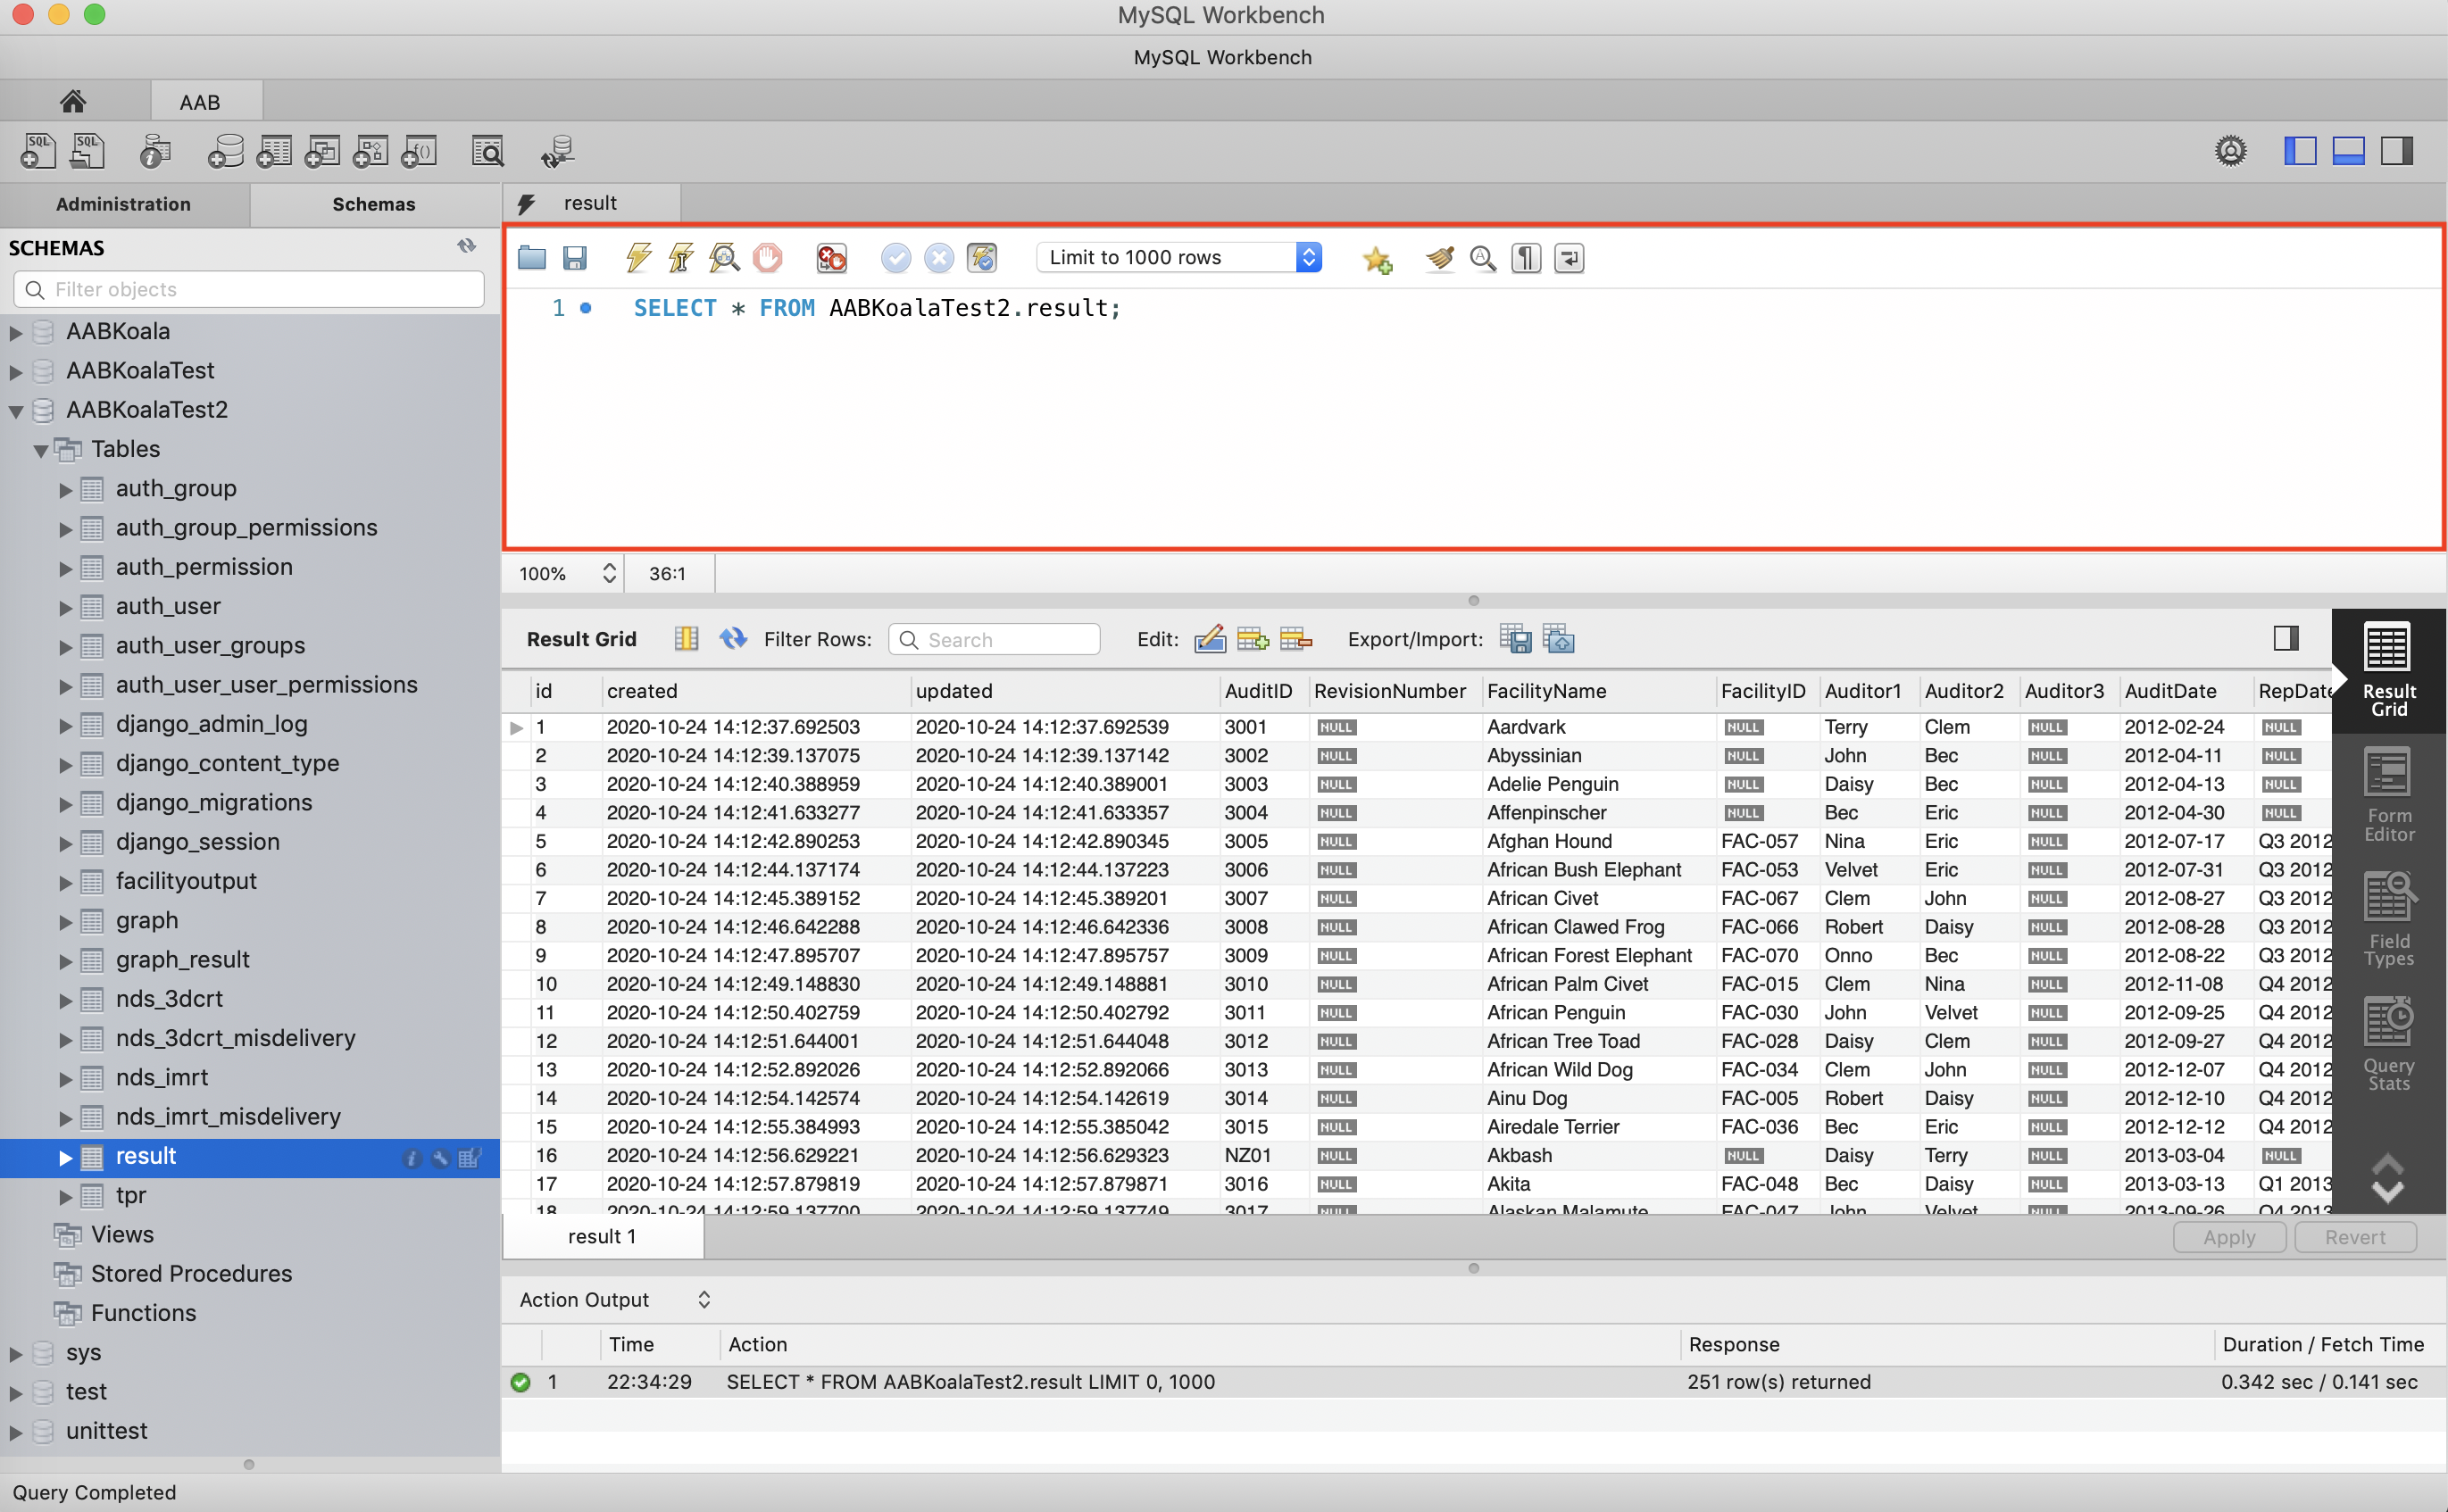 MySQL Workbench
MySQL Workbench
AAB
SQL SQL f()
Administration Schemas
result
SCHEMAS
Filter objects
Limit to 1000 rows
1 SELECT * FROM AABKoalaTest2.result;
AABKoala
AABKoalaTest
AABKoalaTest2
Tables
auth_group
auth_group_permissions
auth_permission
auth_user
auth_user_groups
auth_user_user_permissions
django_admin_log
django_content_type
django_migrations
django_session
facilityoutput
graph
graph_result
nds_3dcrt
nds_3dcrt_misdelivery
nds_imrt
nds_imrt_misdelivery
result
tpr
Views
Stored Procedures
Functions
sys
test
unittest
100% 36:1
Result Grid Filter Rows: Search Edit: Export/Import:
id created updated AuditID RevisionNumber FacilityName FacilityID Auditor1 Auditor2 Auditor3 AuditDate RepDate
1 2020-10-24 14:12:37.692503 2020-10-24 14:12:37.692539 3001 NULL Aardvark NULL Terry Clem NULL 2012-02-24 NULL
2 2020-10-24 14:12:39.137075 2020-10-24 14:12:39.137142 3002 NULL Abyssinian NULL John Bec NULL 2012-04-11 NULL
3 2020-10-24 14:12:40.388959 2020-10-24 14:12:40.389001 3003 NULL Adelie Penguin NULL Daisy Bec NULL 2012-04-13 NULL
4 2020-10-24 14:12:41.633277 2020-10-24 14:12:41.633357 3004 NULL Affenpinscher NULL Bec Eric NULL 2012-04-30 NULL
5 2020-10-24 14:12:42.890253 2020-10-24 14:12:42.890345 3005 NULL Afghan Hound FAC-057 Nina Eric NULL 2012-07-17 Q3 2012
6 2020-10-24 14:12:44.137174 2020-10-24 14:12:44.137223 3006 NULL African Bush Elephant FAC-053 Velvet Eric NULL 2012-07-31 Q3 2012
7 2020-10-24 14:12:45.389152 2020-10-24 14:12:45.389201 3007 NULL African Civet FAC-067 Clem John NULL 2012-08-27 Q3 2012
8 2020-10-24 14:12:46.642288 2020-10-24 14:12:46.642336 3008 NULL African Clawed Frog FAC-066 Robert Daisy NULL 2012-08-28 Q3 2012
9 2020-10-24 14:12:47.895707 2020-10-24 14:12:47.895757 3009 NULL African Forest Elephant FAC-070 Onno Bec NULL 2012-08-22 Q3 2012
10 2020-10-24 14:12:49.148830 2020-10-24 14:12:49.148881 3010 NULL African Palm Civet FAC-015 Clem Nina NULL 2012-11-08 Q4 2012
11 2020-10-24 14:12:50.402759 2020-10-24 14:12:50.402792 3011 NULL African Penguin FAC-030 John Velvet NULL 2012-09-25 Q4 2012
12 2020-10-24 14:12:51.644001 2020-10-24 14:12:51.644048 3012 NULL African Tree Toad FAC-028 Daisy Clem NULL 2012-09-27 Q4 2012
13 2020-10-24 14:12:52.892026 2020-10-24 14:12:52.892066 3013 NULL African Wild Dog FAC-034 Clem John NULL 2012-12-07 Q4 2012
14 2020-10-24 14:12:54.142574 2020-10-24 14:12:54.142619 3014 NULL Ainu Dog FAC-005 Robert Daisy NULL 2012-12-10 Q4 2012
15 2020-10-24 14:12:55.384993 2020-10-24 14:12:55.385042 3015 NULL Airedale Terrier FAC-036 Bec Eric NULL 2012-12-12 Q4 2012
16 2020-10-24 14:12:56.629221 2020-10-24 14:12:56.629323 NZ01 NULL Akbash NULL Daisy Terry NULL 2013-03-04 NULL
17 2020-10-24 14:12:57.879819 2020-10-24 14:12:57.879871 3016 NULL Akita FAC-048 Bec Daisy NULL 2013-03-13 Q1 2013
18 2020-10-24 14:12:59.137700 2020-10-24 14:12:59.137749 3017 NULL Alaskan Malamute FAC-047 John Velvet NULL 2013-09-26 Q4 2013
Result
Grid
Form
Editor
Field
Types
Query
Stats
result 1 Apply Revert
Action Output
Time Action Response Duration / Fetch Time
1 22:34:29 SELECT * FROM AABKoalaTest2.result LIMIT 0, 1000 251 row(s) returned 0.342 sec / 0.141 sec
Query Completed